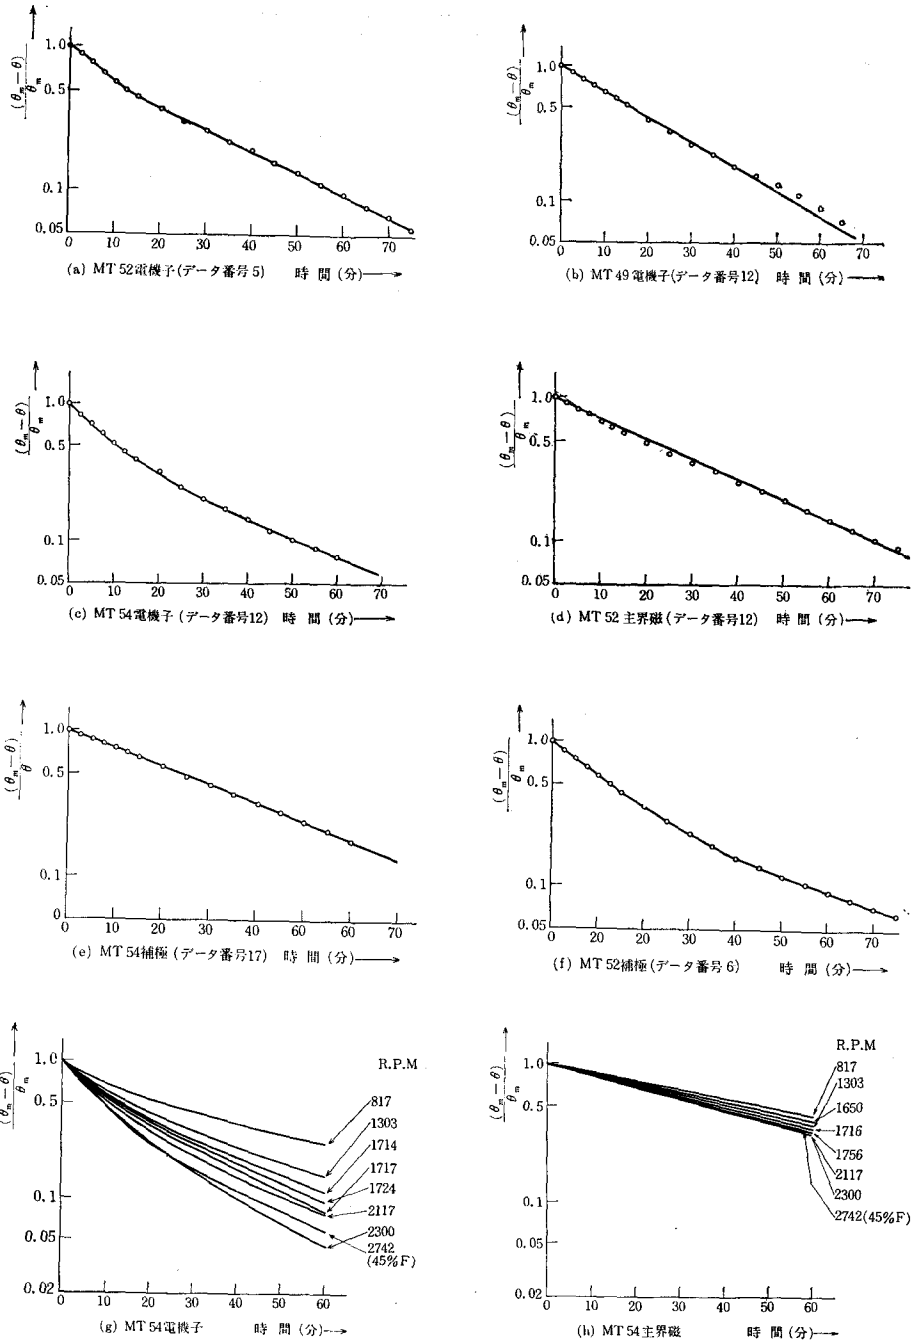 (θm−θ)
θm
1.0
0.5
0.1
0.05
0 10 20 30 40 50 60 70
(a) MT 52電機子(データ番号5) 時間(分)→
(θm−θ)
θm
1.0
0.5
0.1
0.05
0 10 20 30 40 50 60 70
(b) MT 49電機子(データ番号12) 時間(分)→
(θm−θ)
θm
1.0
0.5
0.1
0.05
0 10 20 30 40 50 60 70
(c) MT 54電機子(データ番号12) 時間(分)→
(θm−θ)
θm
1.0
0.5
0.1
0.05
0 10 20 30 40 50 60 70
(d) MT 52主界磁(データ番号12) 時間(分)→
(θm−θ)
θ
1.0
0.5
0.1
0
0 10 20 30 40 50 60 70
(e) MT 54補極(データ番号17) 時間(分)→
(θm−θ)
θm
1.0
0.5
0.1
0.05
0 10 20 30 40 50 60 70
(f) MT 52補極(データ番号6) 時間(分)→
(θm−θ)
θm
1.0
0.5
0.1
0.05
0.02
0 10 20 30 40 50 60
R.P.M
817
1303
1714
1717
1724
2117
2300
2742
(45%F)
(g) MT 54電機子 時間(分)→
(θm−θ)
θm
1.0
0.5
0.1
0.05
0.02
0 10 20 30 40 50 60
R.P.M
817
1303
1650
1716
1756
2117
2300
2742(45%F)
(h) MT 54主界磁 時間(分)→